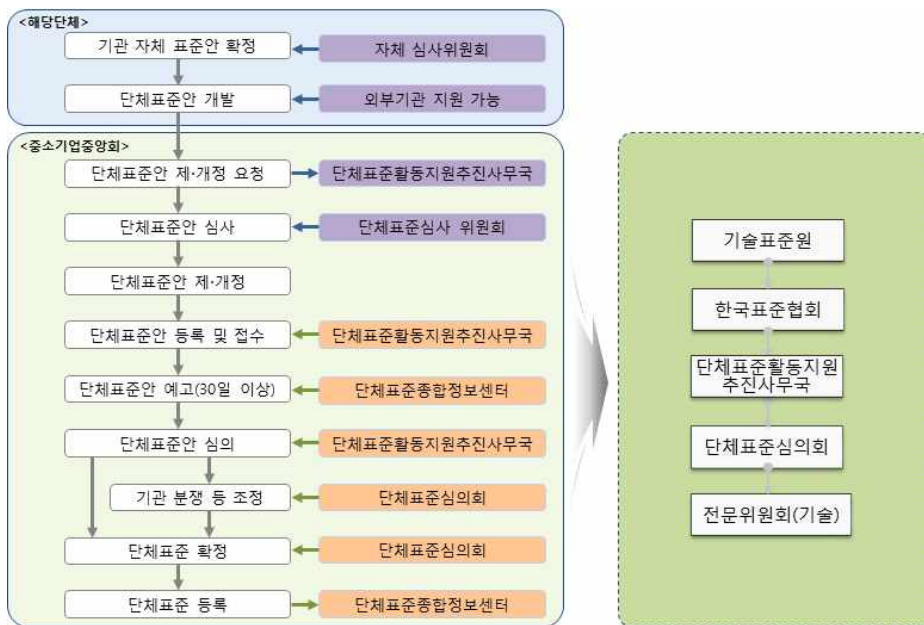 <해당단체>
기관 자체 표준안 확정
자체 심사위원회
단체표준안 개발
외부기관 지원 가능
<중소기업중앙회>
단체표준안 제·개정 요청
단체표준활동지원추진사무국
단체표준안 심사
단체표준심사 위원회
단체표준안 제·개정
단체표준안 등록 및 접수
단체표준활동지원추진사무국
단체표준안 예고(30일 이상)
단체표준종합정보센터
단체표준안 심의
단체표준활동지원추진사무국
기관 분쟁 등 조정
단체표준심의회
단체표준 확정
단체표준심의회
단체표준 등록
단체표준종합정보센터
기술표준원
한국표준협회
단체표준활동지원
추진사무국
단체표준심의회
전문위원회(기술)